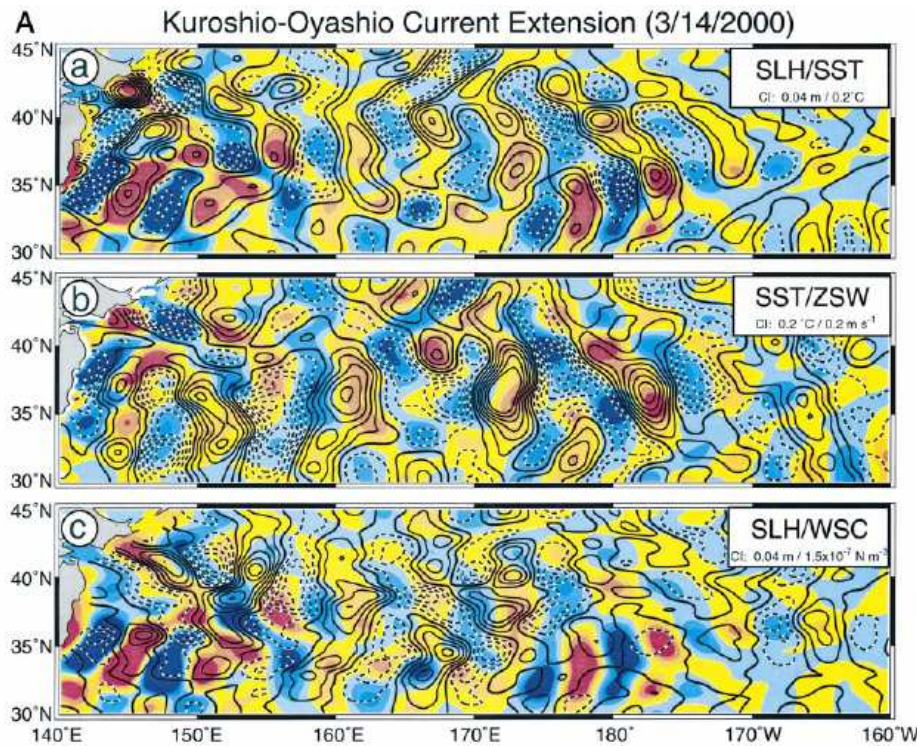 A Kuroshio-Oyashio Current Extension (3/14/2000)
45°N
a
SLH/SST
CI: 0.04 m / 0.2°C
40°N
35°N
30°N
45°N
b
SST/ZSW
CI: 0.2 °C / 0.2 m s⁻¹
40°N
35°N
30°N
45°N
c
SLH/WSC
CI: 0.04 m / 1.5x10⁻⁷ N m⁻³
40°N
35°N
30°N
140°E 150°E 160°E 170°E 180° 170°W 160°W